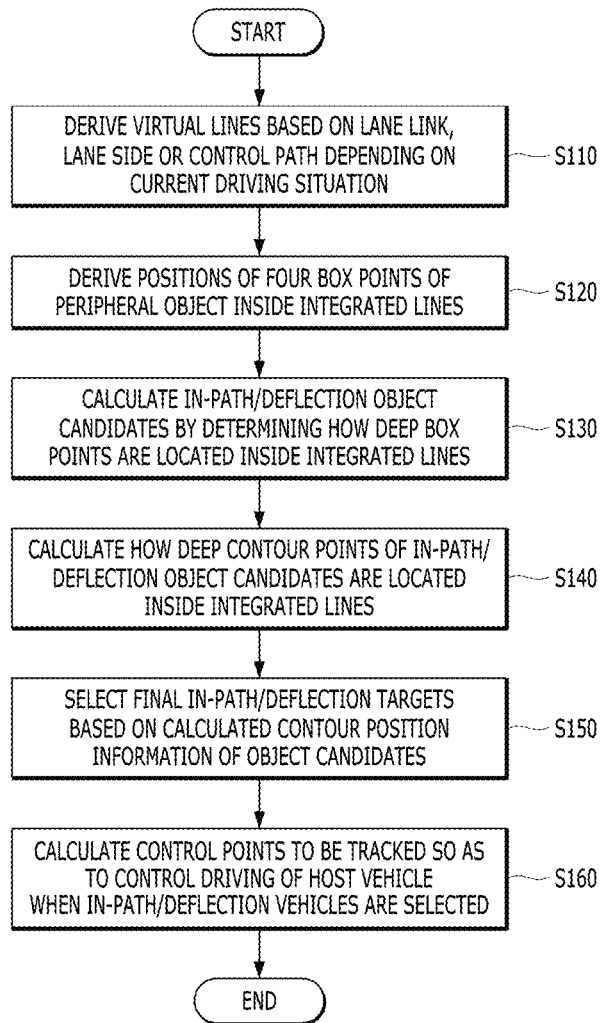 START
DERIVE VIRTUAL LINES BASED ON LANE LINK,
LANE SIDE OR CONTROL PATH DEPENDING ON
CURRENT DRIVING SITUATION
S110
DERIVE POSITIONS OF FOUR BOX POINTS OF
PERIPHERAL OBJECT INSIDE INTEGRATED LINES
S120
CALCULATE IN-PATH/DEFLECTION OBJECT
CANDIDATES BY DETERMINING HOW DEEP BOX
POINTS ARE LOCATED INSIDE INTEGRATED LINES
S130
CALCULATE HOW DEEP CONTOUR POINTS OF IN-PATH/
DEFLECTION OBJECT CANDIDATES ARE LOCATED
INSIDE INTEGRATED LINES
S140
SELECT FINAL IN-PATH/DEFLECTION TARGETS
BASED ON CALCULATED CONTOUR POSITION
INFORMATION OF OBJECT CANDIDATES
S150
CALCULATE CONTROL POINTS TO BE TRACKED SO AS
TO CONTROL DRIVING OF HOST VEHICLE
WHEN IN-PATH/DEFLECTION VEHICLES ARE SELECTED
S160
END